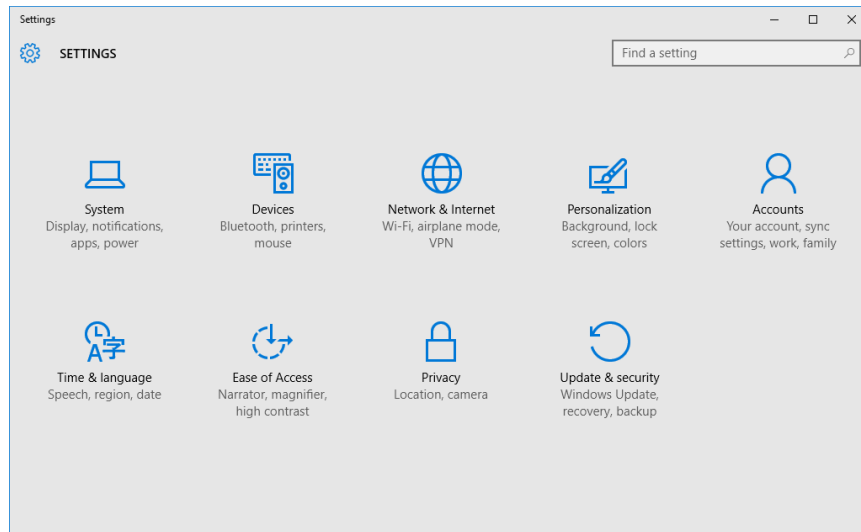 Settings
SETTINGS
Find a setting
System
Display, notifications,
apps, power
Devices
Bluetooth, printers,
mouse
Network & Internet
Wi-Fi, airplane mode,
VPN
Personalization
Background, lock
screen, colors
Accounts
Your account, sync
settings, work, family
A字
Time & language
Speech, region, date
Ease of Access
Narrator, magnifier,
high contrast
Privacy
Location, camera
Update & security
Windows Update,
recovery, backup